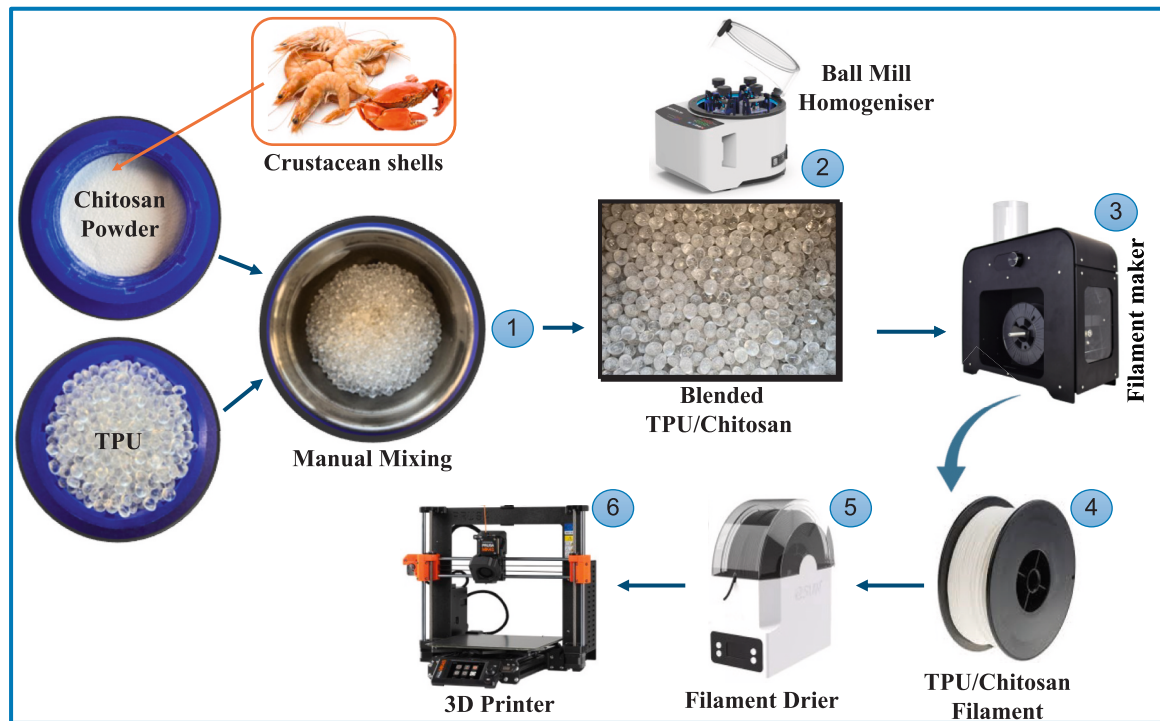 Crustacean shells
Chitosan
Powder
TPU
Manual Mixing
1
Ball Mill
Homogeniser
2
Blended
TPU/Chitosan
3
Filament maker
4
TPU/Chitosan
Filament
5
Filament Drier
6
3D Printer